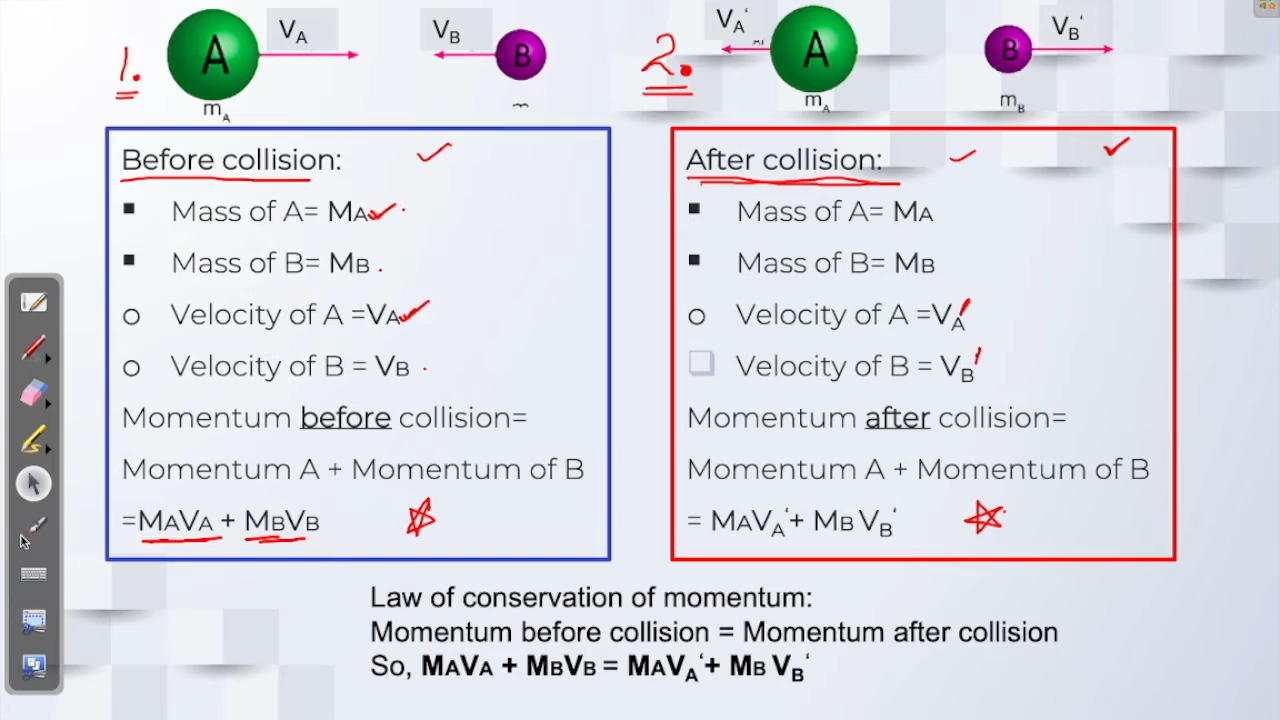 1.
A
VA
mA
VB
B
m
2.
VA‘
A
mA
B
VB‘
mB
Before collision:
▪ Mass of A= MA
▪ Mass of B= MB
○ Velocity of A =VA
○ Velocity of B = VB
Momentum before collision=
Momentum A + Momentum of B
=MAVA + MBVB
After collision:
▪ Mass of A= MA
▪ Mass of B= MB
○ Velocity of A =VA′
❑ Velocity of B = VB′
Momentum after collision=
Momentum A + Momentum of B
= MAVA‘+ MB VB‘
Law of conservation of momentum:
Momentum before collision = Momentum after collision
So, MAVA + MBVB = MAVA‘+ MB VB‘